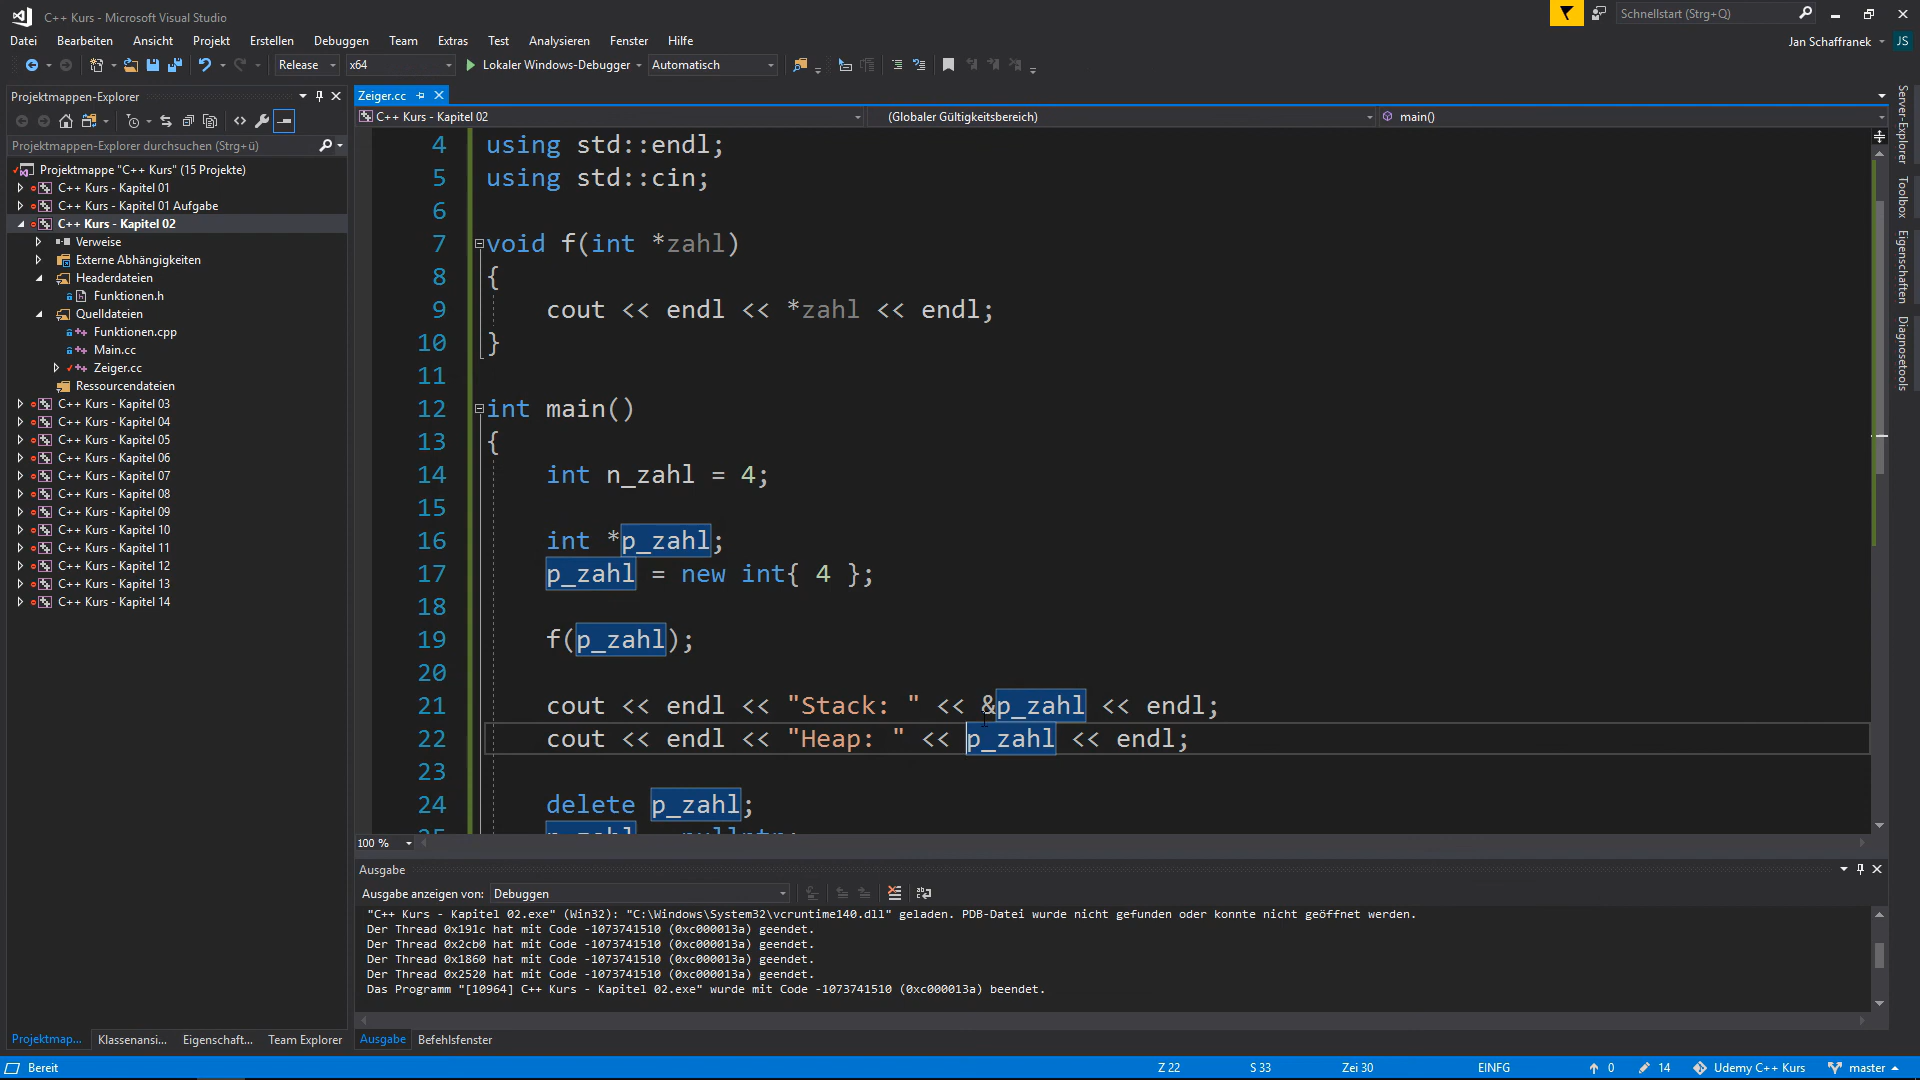 C++ Kurs - Microsoft Visual Studio
Schnellstart (Strg+Q)
Datei Bearbeiten Ansicht Projekt Erstellen Debuggen Team Extras Test Analysieren Fenster Hilfe
Jan Schaffranek JS
Release x64 Lokaler Windows-Debugger Automatisch
Projektmappen-Explorer
Projektmappen-Explorer durchsuchen (Strg+ü)
Projektmappe "C++ Kurs" (15 Projekte)
C++ Kurs - Kapitel 01
C++ Kurs - Kapitel 01 Aufgabe
C++ Kurs - Kapitel 02
Verweise
Externe Abhängigkeiten
Headerdateien
Funktionen.h
Quelldateien
Funktionen.cpp
Main.cc
Zeiger.cc
Ressourcendateien
C++ Kurs - Kapitel 03
C++ Kurs - Kapitel 04
C++ Kurs - Kapitel 05
C++ Kurs - Kapitel 06
C++ Kurs - Kapitel 07
C++ Kurs - Kapitel 08
C++ Kurs - Kapitel 09
C++ Kurs - Kapitel 10
C++ Kurs - Kapitel 11
C++ Kurs - Kapitel 12
C++ Kurs - Kapitel 13
C++ Kurs - Kapitel 14
Projektmap... Klassenansi... Eigenschaft... Team Explorer
Zeiger.cc
C++ Kurs - Kapitel 02 (Globaler Gültigkeitsbereich) main()
4 using std::endl;
5 using std::cin;
6
7 void f(int *zahl)
8 {
9 cout << endl << *zahl << endl;
10 }
11
12 int main()
13 {
14 int n_zahl = 4;
15
16 int *p_zahl;
17 p_zahl = new int{ 4 };
18
19 f(p_zahl);
20
21 cout << endl << "Stack: " << &p_zahl << endl;
22 cout << endl << "Heap: " << p_zahl << endl;
23
24 delete p_zahl;
25 p_zahl = nullptr;
100 %
Ausgabe
Ausgabe anzeigen von: Debuggen
"C++ Kurs - Kapitel 02.exe" (Win32): "C:\Windows\System32\vcruntime140.dll" geladen. PDB-Datei wurde nicht gefunden oder konnte nicht geöffnet werden.
Der Thread 0x191c hat mit Code -1073741510 (0xc000013a) geendet.
Der Thread 0x2cb0 hat mit Code -1073741510 (0xc000013a) geendet.
Der Thread 0x1860 hat mit Code -1073741510 (0xc000013a) geendet.
Der Thread 0x2520 hat mit Code -1073741510 (0xc000013a) geendet.
Das Programm "[10964] C++ Kurs - Kapitel 02.exe" wurde mit Code -1073741510 (0xc000013a) beendet.
Ausgabe Befehlsfenster
Server-Explorer
Toolbox
Eigenschaften
Diagnosetools
Bereit Z 22 S 33 Zei 30 EINFG 0 14 Udemy C++ Kurs master